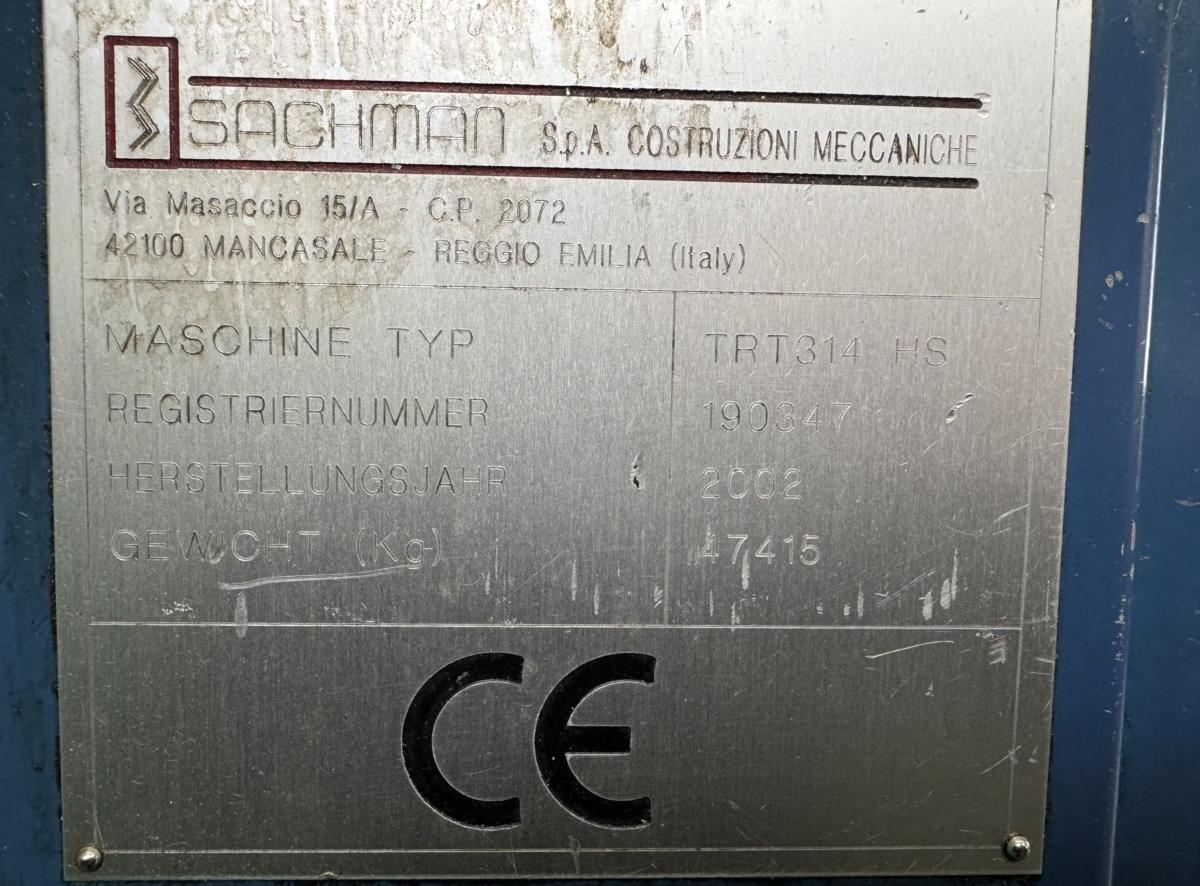 SACHMAN S.p.A. COSTRUZIONI MECCANICHE
Via Masaccio 15/A - C.P. 2072
42100 MANCASALE - REGGIO EMILIA (Italy)
MASCHINE TYP TRT314 HS
REGISTRIERNUMMER 190347
HERSTELLUNGSJAHR 2002
GEWICHT (Kg) 47415
CE